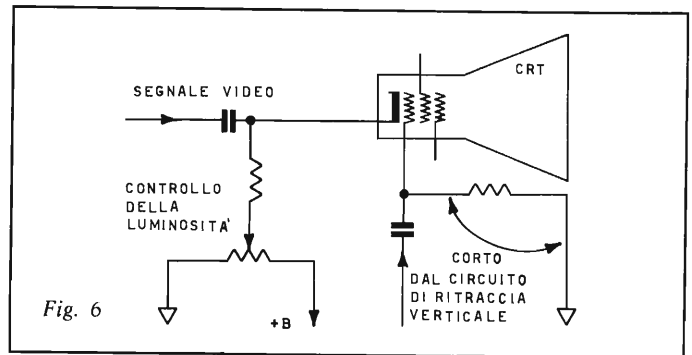 CRT
SEGNALE VIDEO
CONTROLLO
DELLA
LUMINOSITA'
CORTO
DAL CIRCUITO
DI RITRACCIA
VERTICALE
Fig. 6
+B